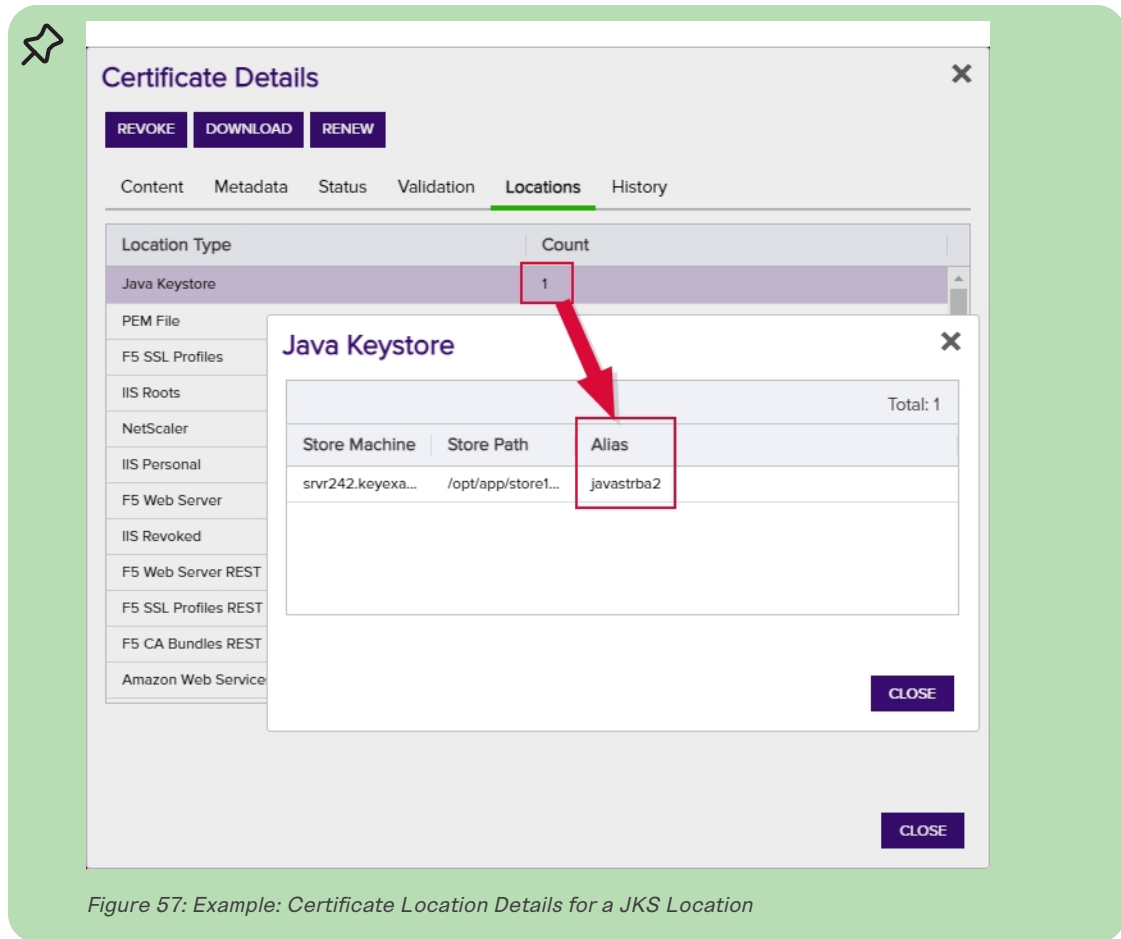 Certificate Details
REVOKE DOWNLOAD RENEW
Content Metadata Status Validation Locations History
Location Type Count
Java Keystore 1
PEM File
F5 SSL Profiles
IIS Roots
NetScaler
IIS Personal
F5 Web Server
IIS Revoked
F5 Web Server REST
F5 SSL Profiles REST
F5 CA Bundles REST
Amazon Web Service
Java Keystore
Total: 1
Store Machine Store Path Alias
srvr242.keyexa... /opt/app/store1... javastrba2
CLOSE
CLOSE
Figure 57: Example: Certificate Location Details for a JKS Location